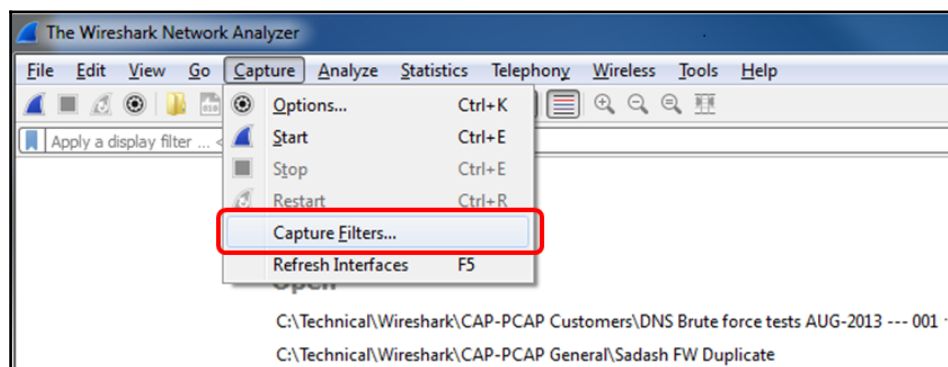 The Wireshark Network Analyzer
File Edit View Go Capture Analyze Statistics Telephony Wireless Tools Help
Apply a display filter ... <
Options... Ctrl+K
Start Ctrl+E
Stop Ctrl+E
Restart Ctrl+R
Capture Filters...
Refresh Interfaces F5
Open
C:\Technical\Wireshark\CAP-PCAP Customers\DNS Brute force tests AUG-2013 --- 001
C:\Technical\Wireshark\CAP-PCAP General\Sadash FW Duplicate